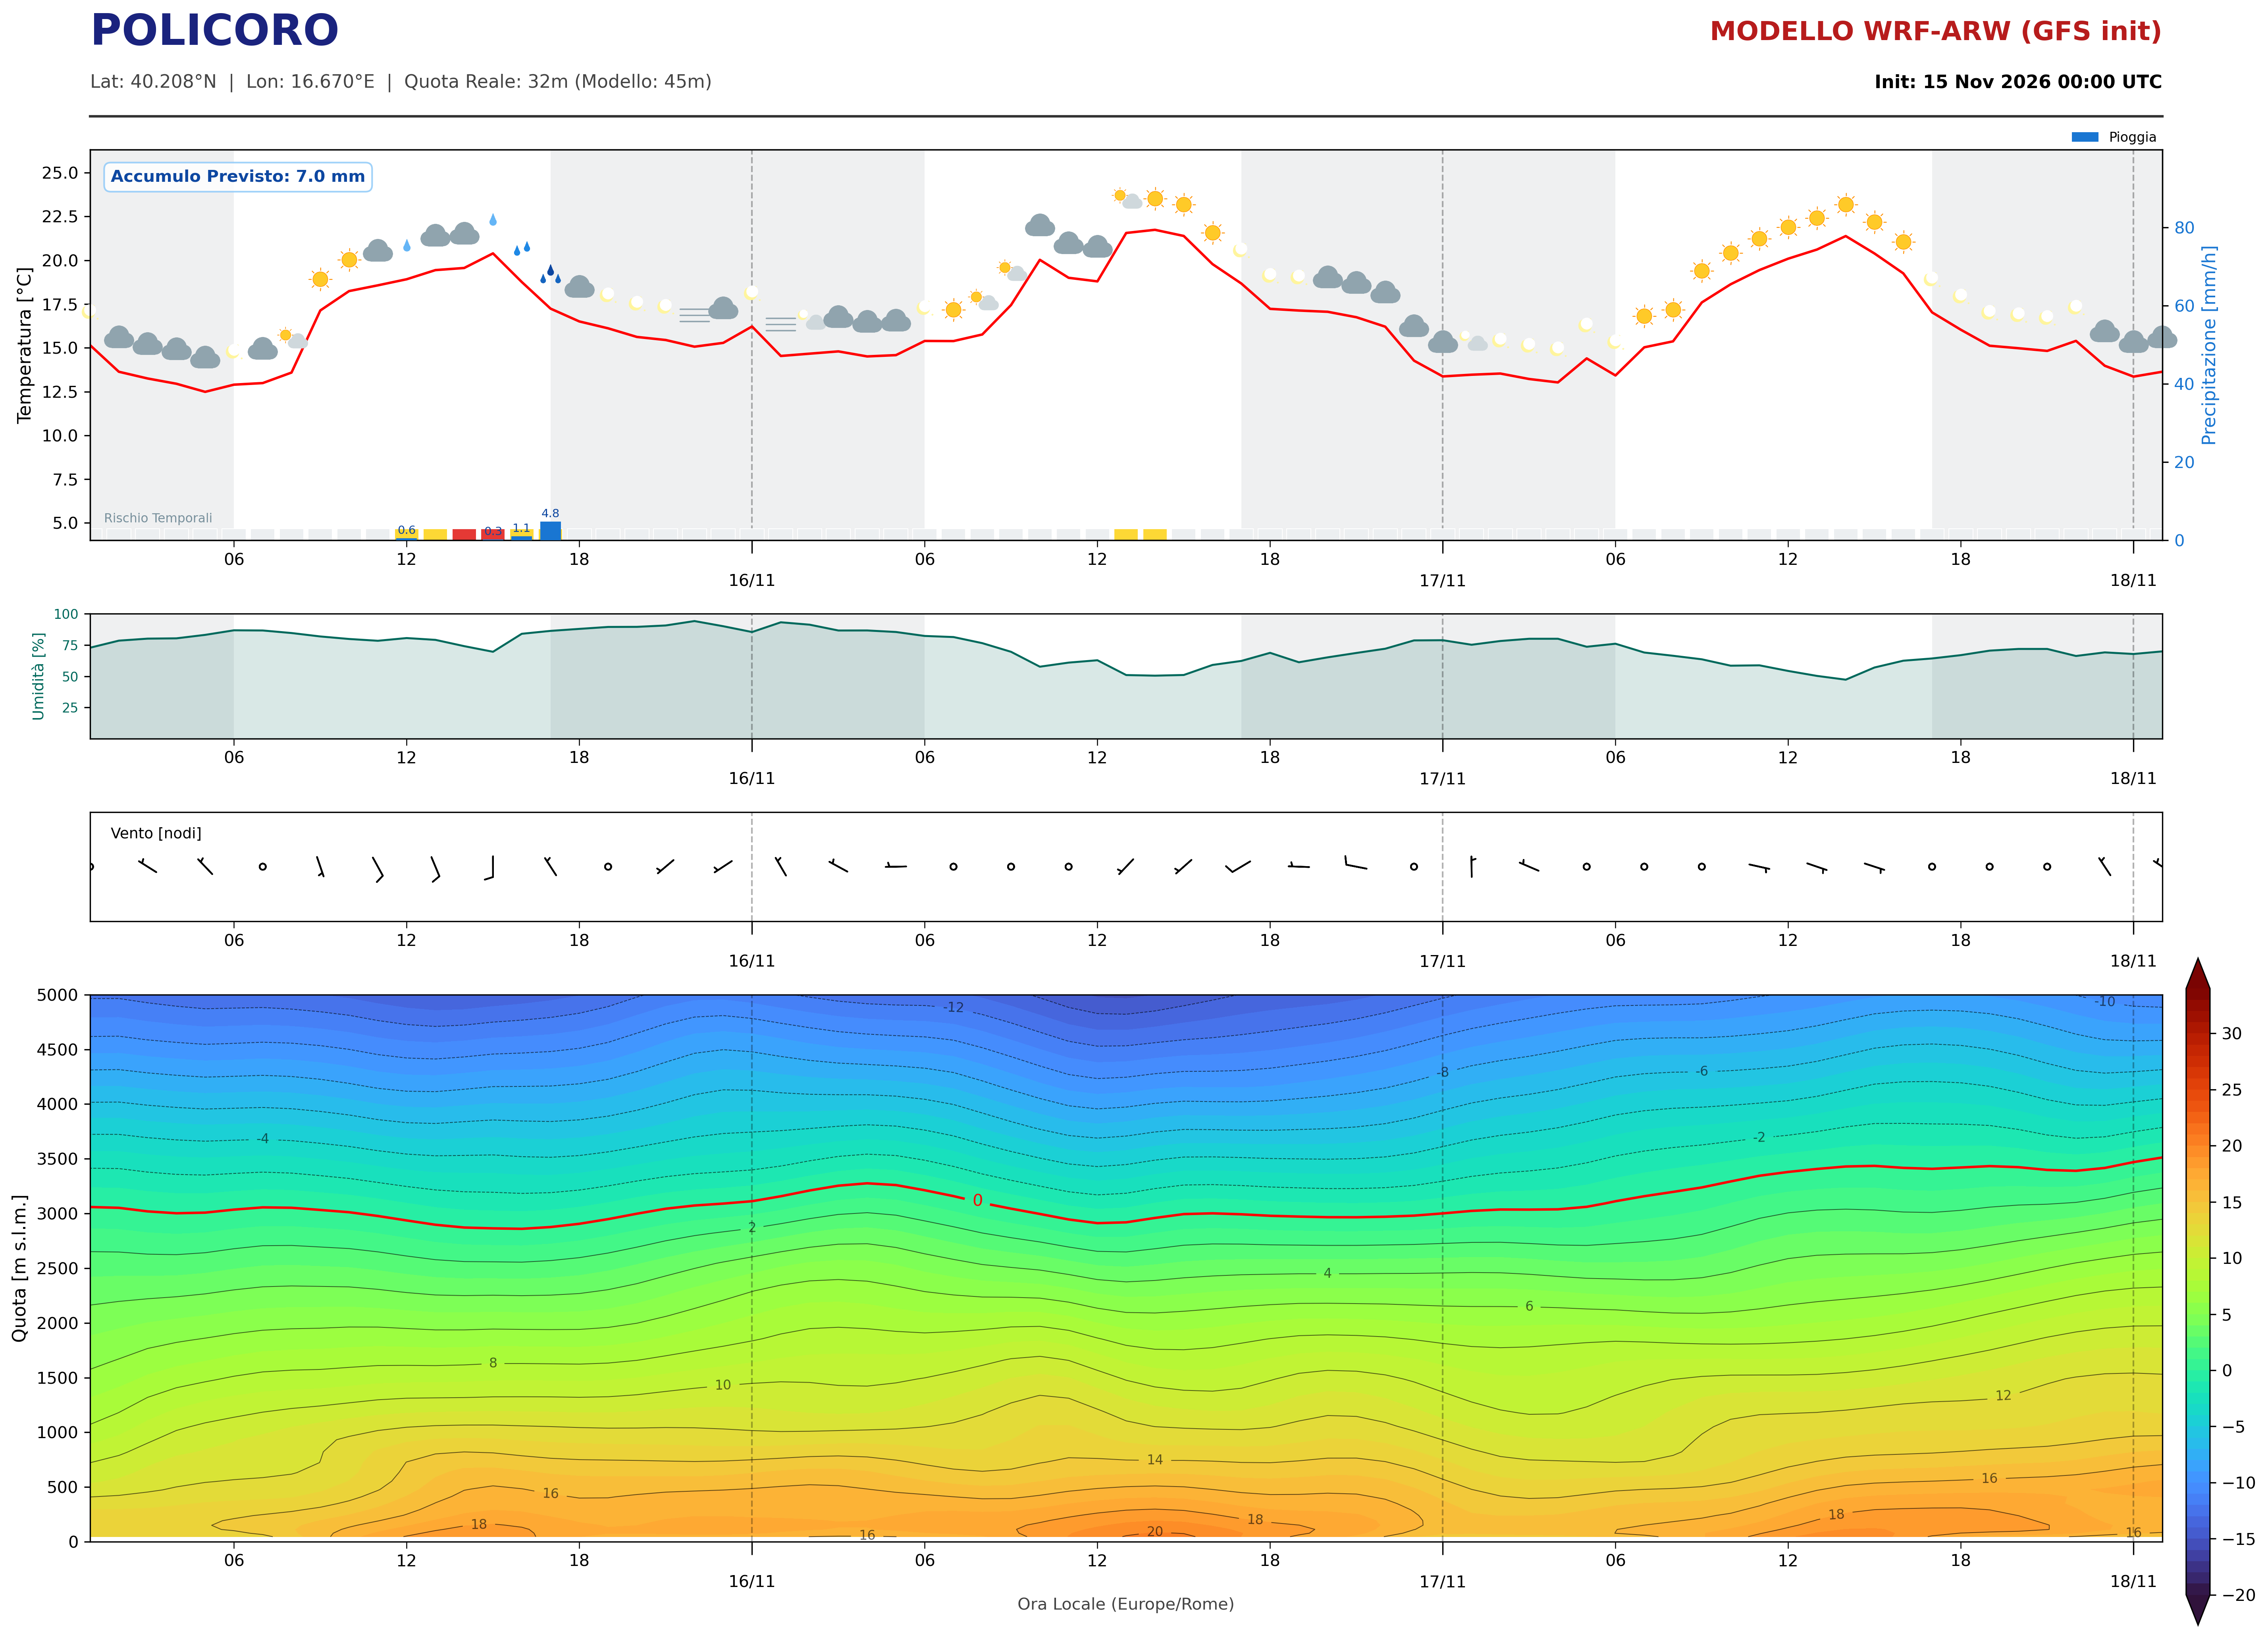 POLICORO
MODELLO WRF-ARW (GFS init)
Lat: 40.208°N | Lon: 16.670°E | Quota Reale: 32m (Modello: 45m)
Init: 15 Nov 2026 00:00 UTC
Pioggia
Accumulo Previsto: 7.0 mm
Temperatura [°C]
25.0
22.5
20.0
17.5
15.0
12.5
10.0
7.5
5.0
Precipitazione [mm/h]
80
60
40
20
0
Rischio Temporali
0.6 0.3 1.1 4.8
06 12 18 06 12 18 06 12 18
16/11 17/11 18/11
Umidità [%]
100
75
50
25
06 12 18 06 12 18 06 12 18
16/11 17/11 18/11
Vento [nodi]
06 12 18 06 12 18 06 12 18
16/11 17/11 18/11
Quota [m s.l.m.]
5000
4500
4000
3500
3000
2500
2000
1500
1000
500
0
-12 -10
-8 -6
-4 -2
0
2
4
6
8
10 12
14
16 16
18 18 18
20 16 16
30
25
20
15
10
5
0
−5
−10
−15
−20
06 12 18 06 12 18 06 12 18
16/11 17/11 18/11
Ora Locale (Europe/Rome)